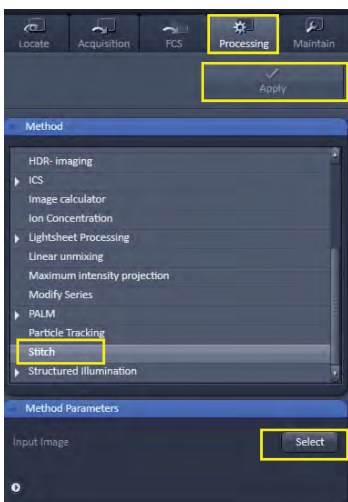 Locate Acquisition FCS Processing Maintain
Apply
Method
HDR- imaging
ICS
Image calculator
Ion Concentration
Lightsheet Processing
Linear unmixing
Maximum intensity projection
Modify Series
PALM
Particle Tracking
Stitch
Structured Illumination
Method Parameters
Input Image Select